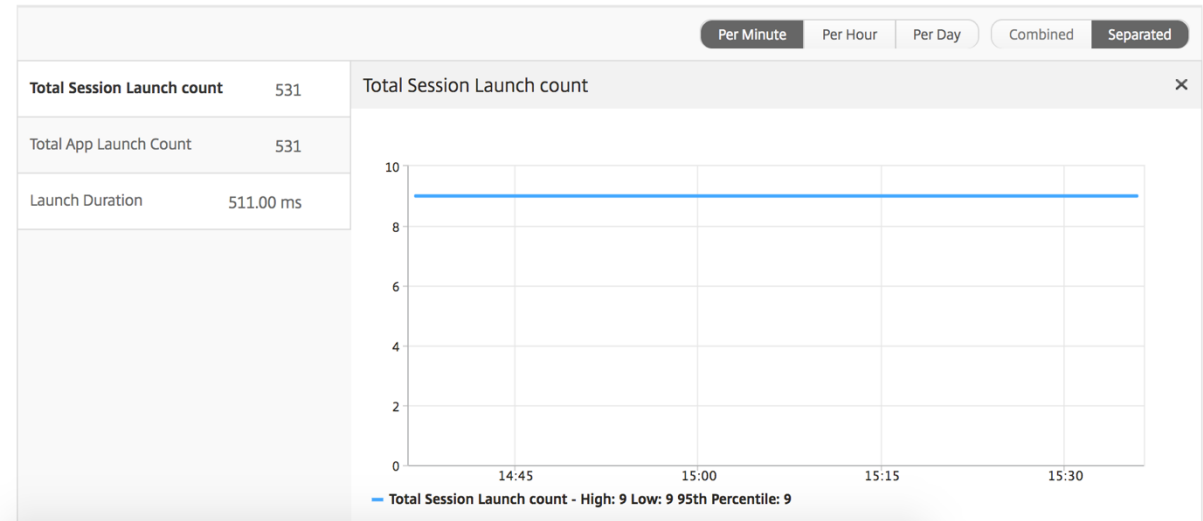 Per Minute Per Hour Per Day Combined Separated
Total Session Launch count 531
Total App Launch Count 531
Launch Duration 511.00 ms
Total Session Launch count ×
10
8
6
4
2
0
14:45 15:00 15:15 15:30
Total Session Launch count - High: 9 Low: 9 95th Percentile: 9